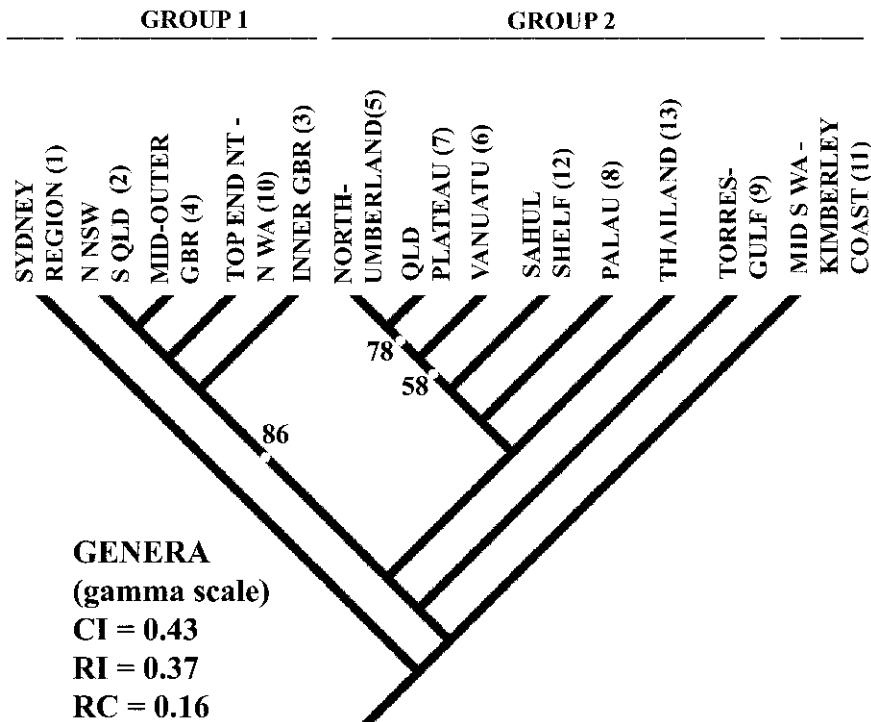 GROUP 1
GROUP 2
SYDNEY
REGION (1)
N NSW
S QLD (2)
MID-OUTER
GBR (4)
TOP END NT -
N WA (10)
INNER GBR (3)
NORTH-
UMBERLAND(5)
QLD
PLATEAU (7)
VANUATU (6)
SAHUL
SHELF (12)
PALAU (8)
THAILAND (13)
TORRES-
GULF (9)
MID S WA -
KIMBERLEY
COAST (11)
78
58
86
GENERA
(gamma scale)
CI = 0.43
RI = 0.37
RC = 0.16